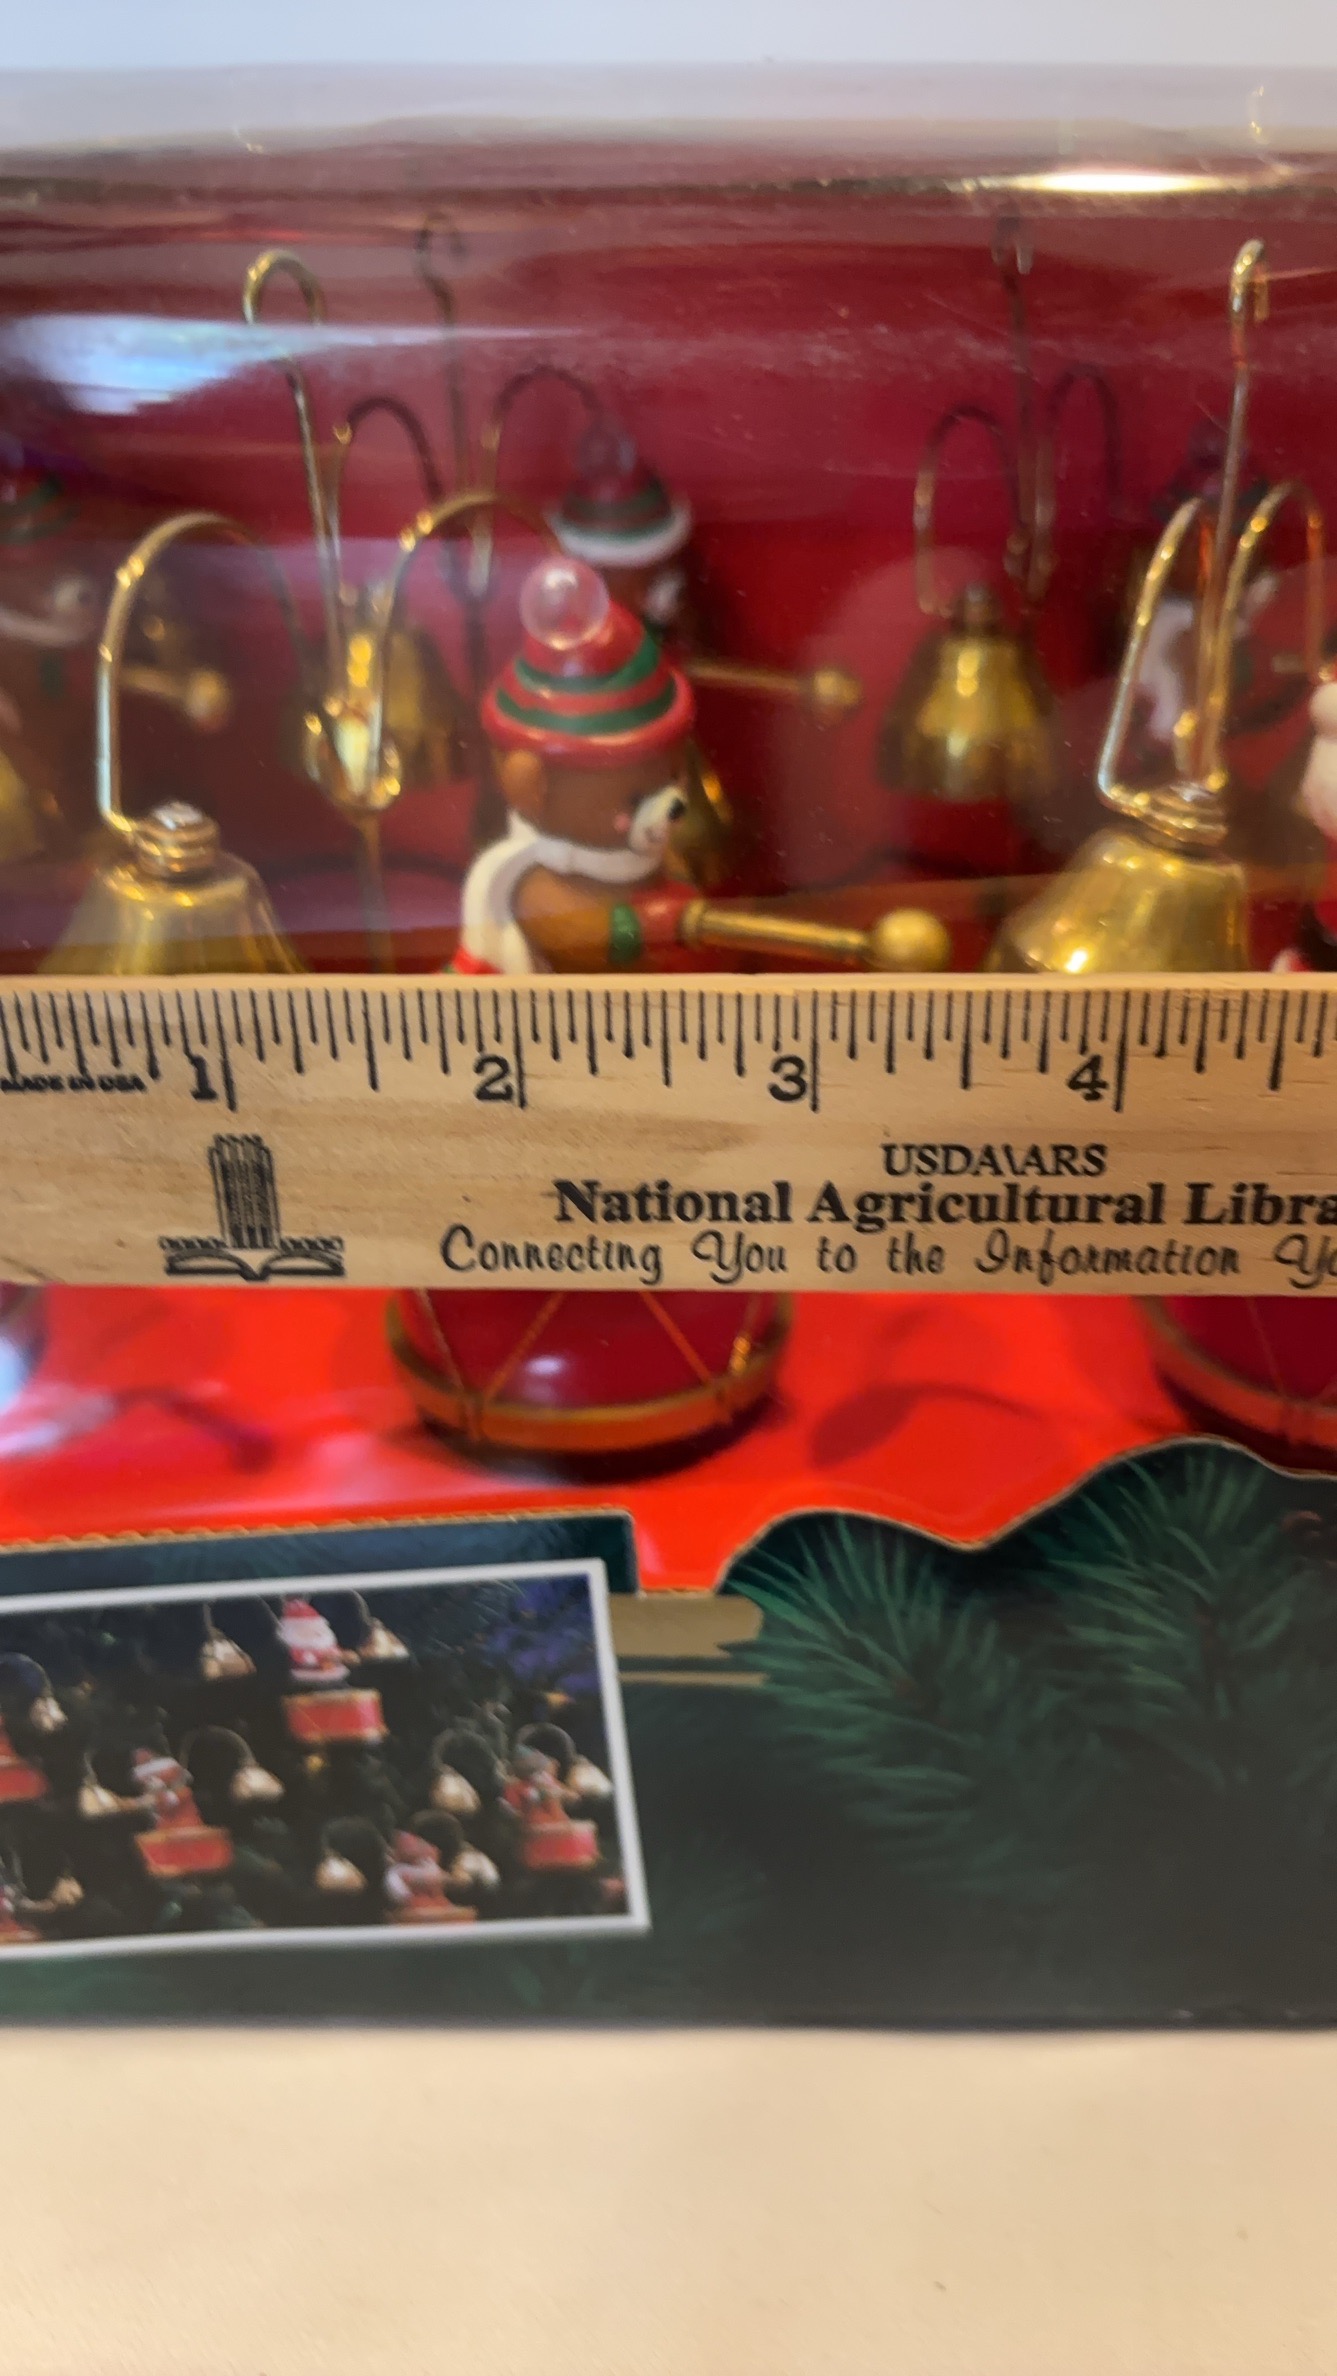 1 2 3 4
MADE IN USA
USDA\ARS
National Agricultural Libra
Connecting You to the Information Yo